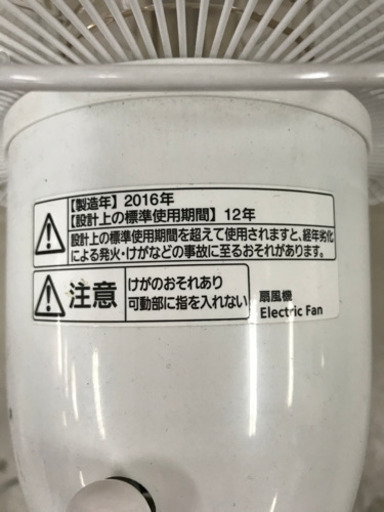 【製造年】2016年
【設計上の標準使用期間】12年
設計上の標準使用期間を超えて使用されますと、経年劣化
による発火・けがなどの事故に至るおそれがあります。
注意
けがのおそれあり
可動部に指を入れない
扇風機
Electric Fan